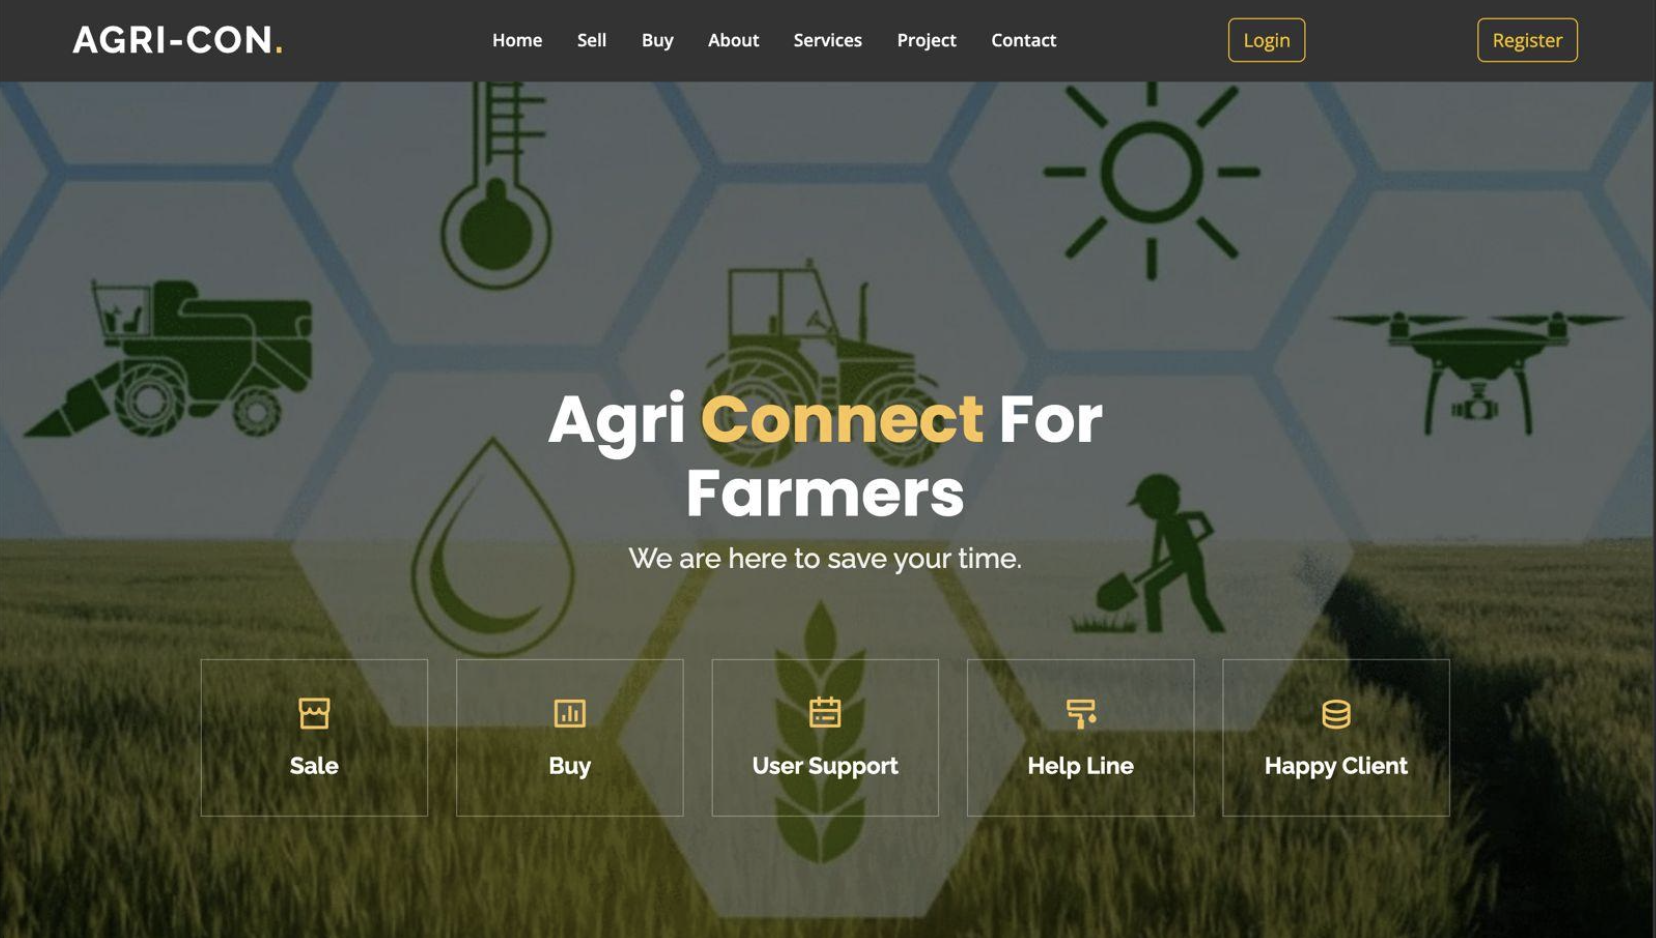 AGRI-CON.
Home Sell Buy About Services Project Contact Login Register
Agri Connect For
Farmers
We are here to save your time.
Sale Buy User Support Help Line Happy Client